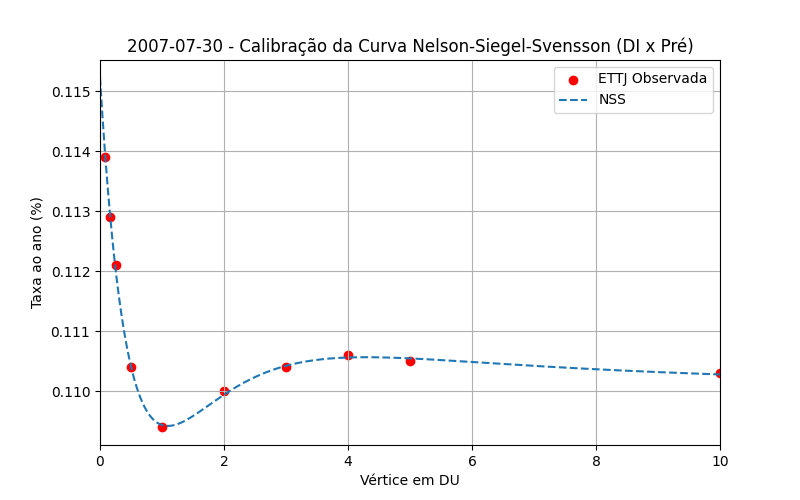 2007-07-30 - Calibração da Curva Nelson-Siegel-Svensson (DI x Pré)
ETTJ Observada
NSS
Taxa ao ano (%)
0.115
0.114
0.113
0.112
0.111
0.110
0 2 4 6 8 10
Vértice em DU